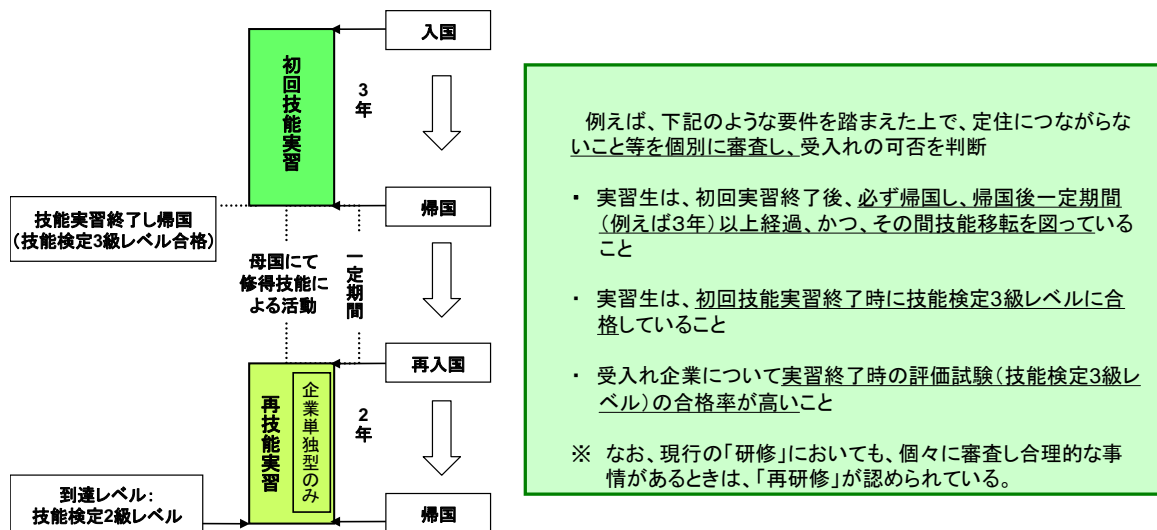 入国
初回技能実習
3年
帰国
技能実習終了し帰国
(技能検定3級レベル合格)
母国にて
修得技能に
よる活動
一定期間
再入国
再技能実習
企業単独型のみ
2年
到達レベル:
技能検定2級レベル
帰国
例えば、下記のような要件を踏まえた上で、定住につながらな
いこと等を個別に審査し、受入れの可否を判断
・ 実習生は、初回実習終了後、必ず帰国し、帰国後一定期間
(例えば3年)以上経過、かつ、その間技能移転を図っている
こと
・ 実習生は、初回技能実習終了時に技能検定3級レベルに合
格していること
・ 受入れ企業について実習終了時の評価試験(技能検定3級レ
ベル)の合格率が高いこと
※ なお、現行の「研修」においても、個々に審査し合理的な事
情があるときは、「再研修」が認められている。